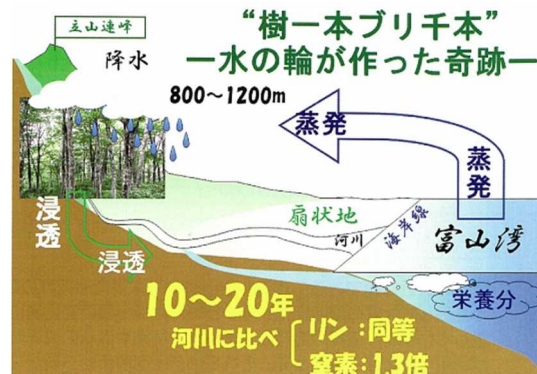 立山連峰
“樹一本ブリ千本”
―水の輪が作った奇跡―
降水
800～1200m
蒸発
蒸発
浸透
浸透
扇状地
河川
海岸線
富山湾
栄養分
10～20年
河川に比べ
リン：同等
窒素：1.3倍